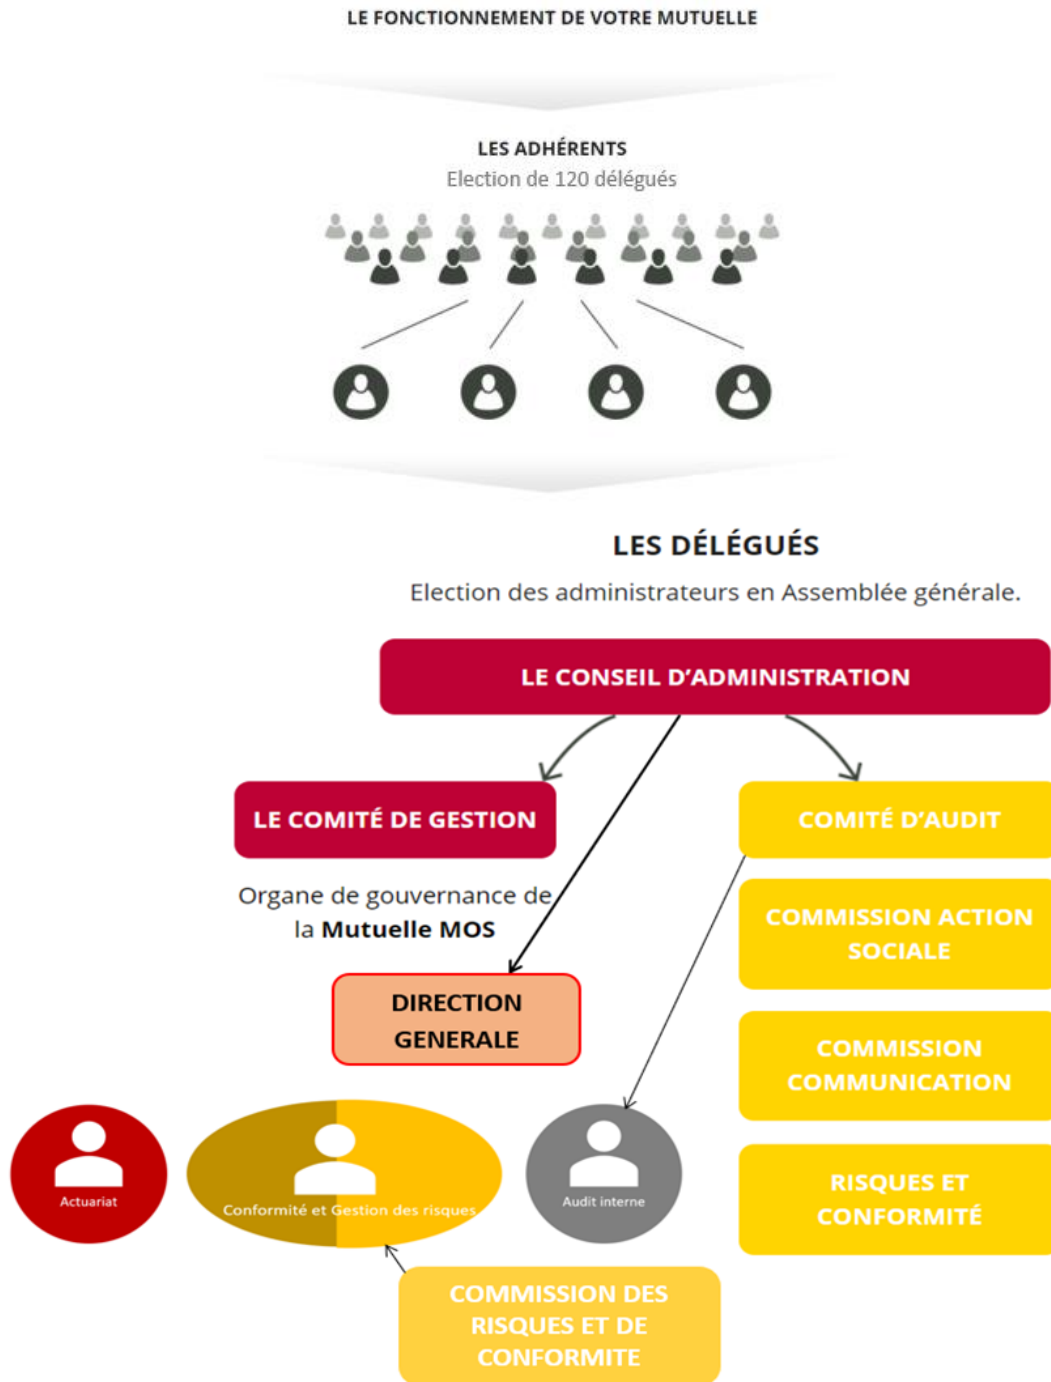 LE FONCTIONNEMENT DE VOTRE MUTUELLE
LES ADHÉRENTS
Election de 120 délégués
LES DÉLÉGUÉS
Election des administrateurs en Assemblée générale.
LE CONSEIL D’ADMINISTRATION
LE COMITÉ DE GESTION
Organe de gouvernance de
la Mutuelle MOS
DIRECTION
GENERALE
COMITÉ D’AUDIT
COMMISSION ACTION
SOCIALE
COMMISSION
COMMUNICATION
RISQUES ET
CONFORMITÉ
Actuariat
Conformité et Gestion des risques
Audit interne
COMMISSION DES
RISQUES ET DE
CONFORMITE